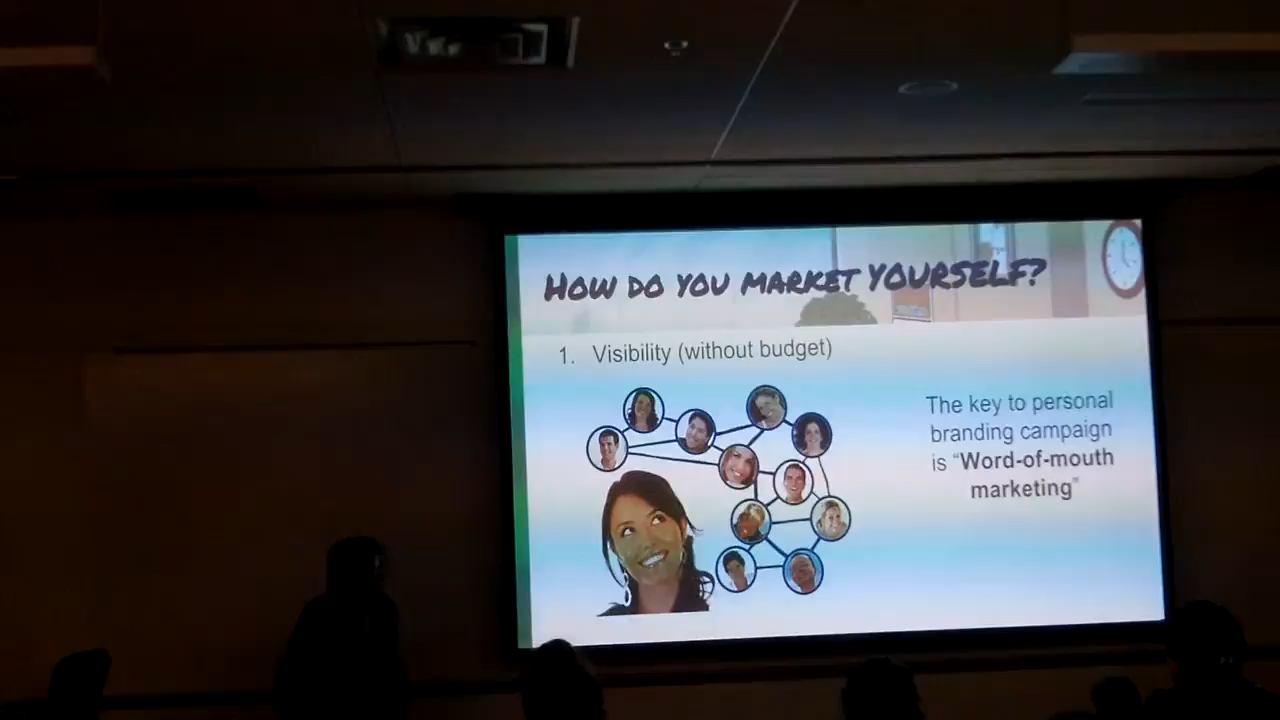 HOW DO YOU MARKET YOURSELF?
1. Visibility (without budget)
The key to personal
branding campaign
is "Word-of-mouth
marketing"